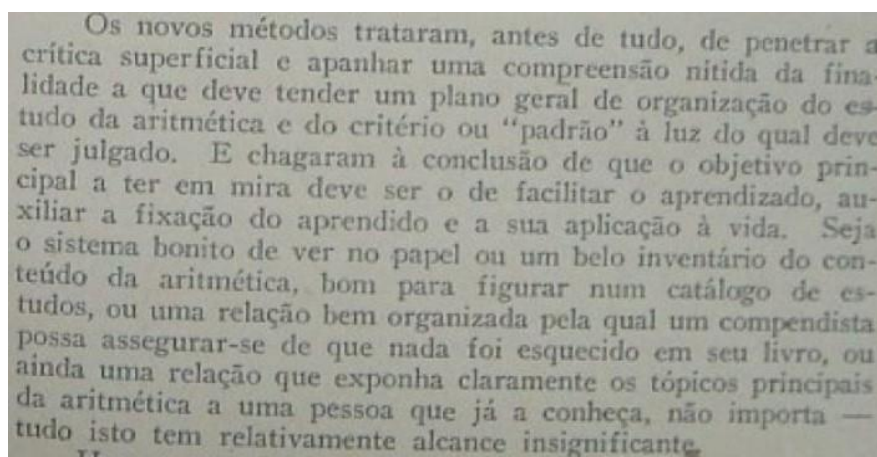 Os novos métodos trataram, antes de tudo, de penetrar a
crítica superficial e apanhar uma compreensão nitida da fina-
lidade a que deve tender um plano geral de organização do es-
tudo da aritmética e do critério ou “padrão” à luz do qual deve
ser julgado. E chagaram à conclusão de que o objetivo prin-
cipal a ter em mira deve ser o de facilitar o aprendizado, au-
xiliar a fixação do aprendido e a sua aplicação à vida. Seja
o sistema bonito de ver no papel ou um belo inventário do con-
teúdo da aritmética, bom para figurar num catálogo de es-
tudos, ou uma relação bem organizada pela qual um compendista
possa assegurar-se de que nada foi esquecido em seu livro, ou
ainda uma relação que exponha claramente os tópicos principais
da aritmética a uma pessoa que já a conheça, não importa —
tudo isto tem relativamente alcance insignificante.